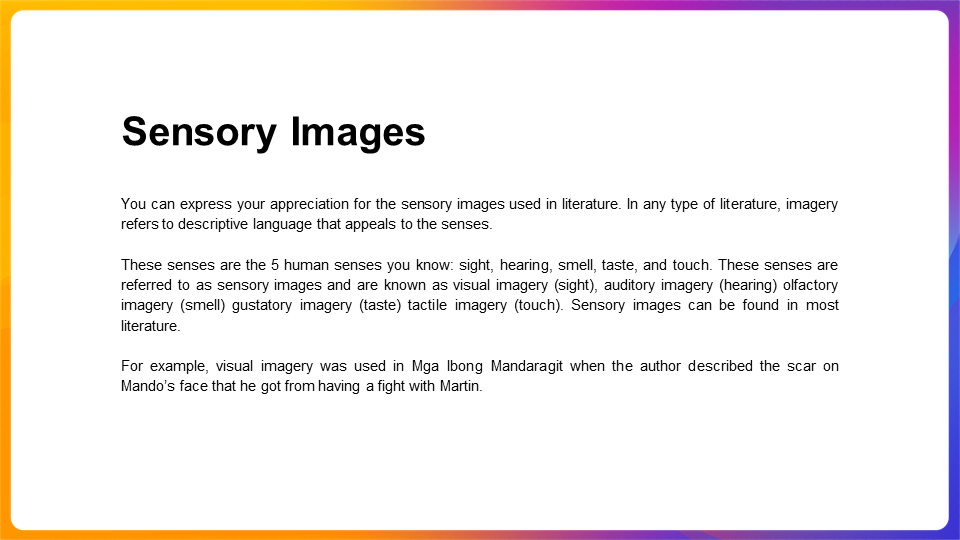 Sensory Images
You can express your appreciation for the sensory images used in literature. In any type of literature, imagery
refers to descriptive language that appeals to the senses.
These senses are the 5 human senses you know: sight, hearing, smell, taste, and touch. These senses are
referred to as sensory images and are known as visual imagery (sight), auditory imagery (hearing) olfactory
imagery (smell) gustatory imagery (taste) tactile imagery (touch). Sensory images can be found in most
literature.
For example, visual imagery was used in Mga Ibong Mandaragit when the author described the scar on
Mando’s face that he got from having a fight with Martin.